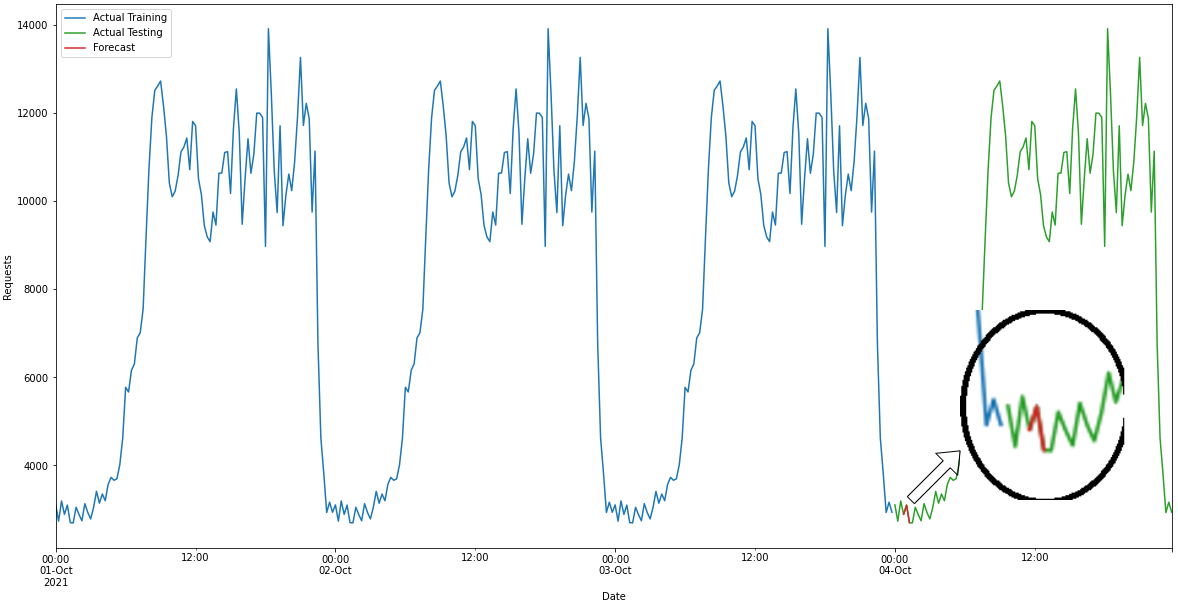 Actual Training
Actual Testing
Forecast
14000
12000
10000
8000
6000
4000
Requests
00:00
01-Oct
2021
12:00
00:00
02-Oct
12:00
00:00
03-Oct
12:00
00:00
04-Oct
12:00
Date